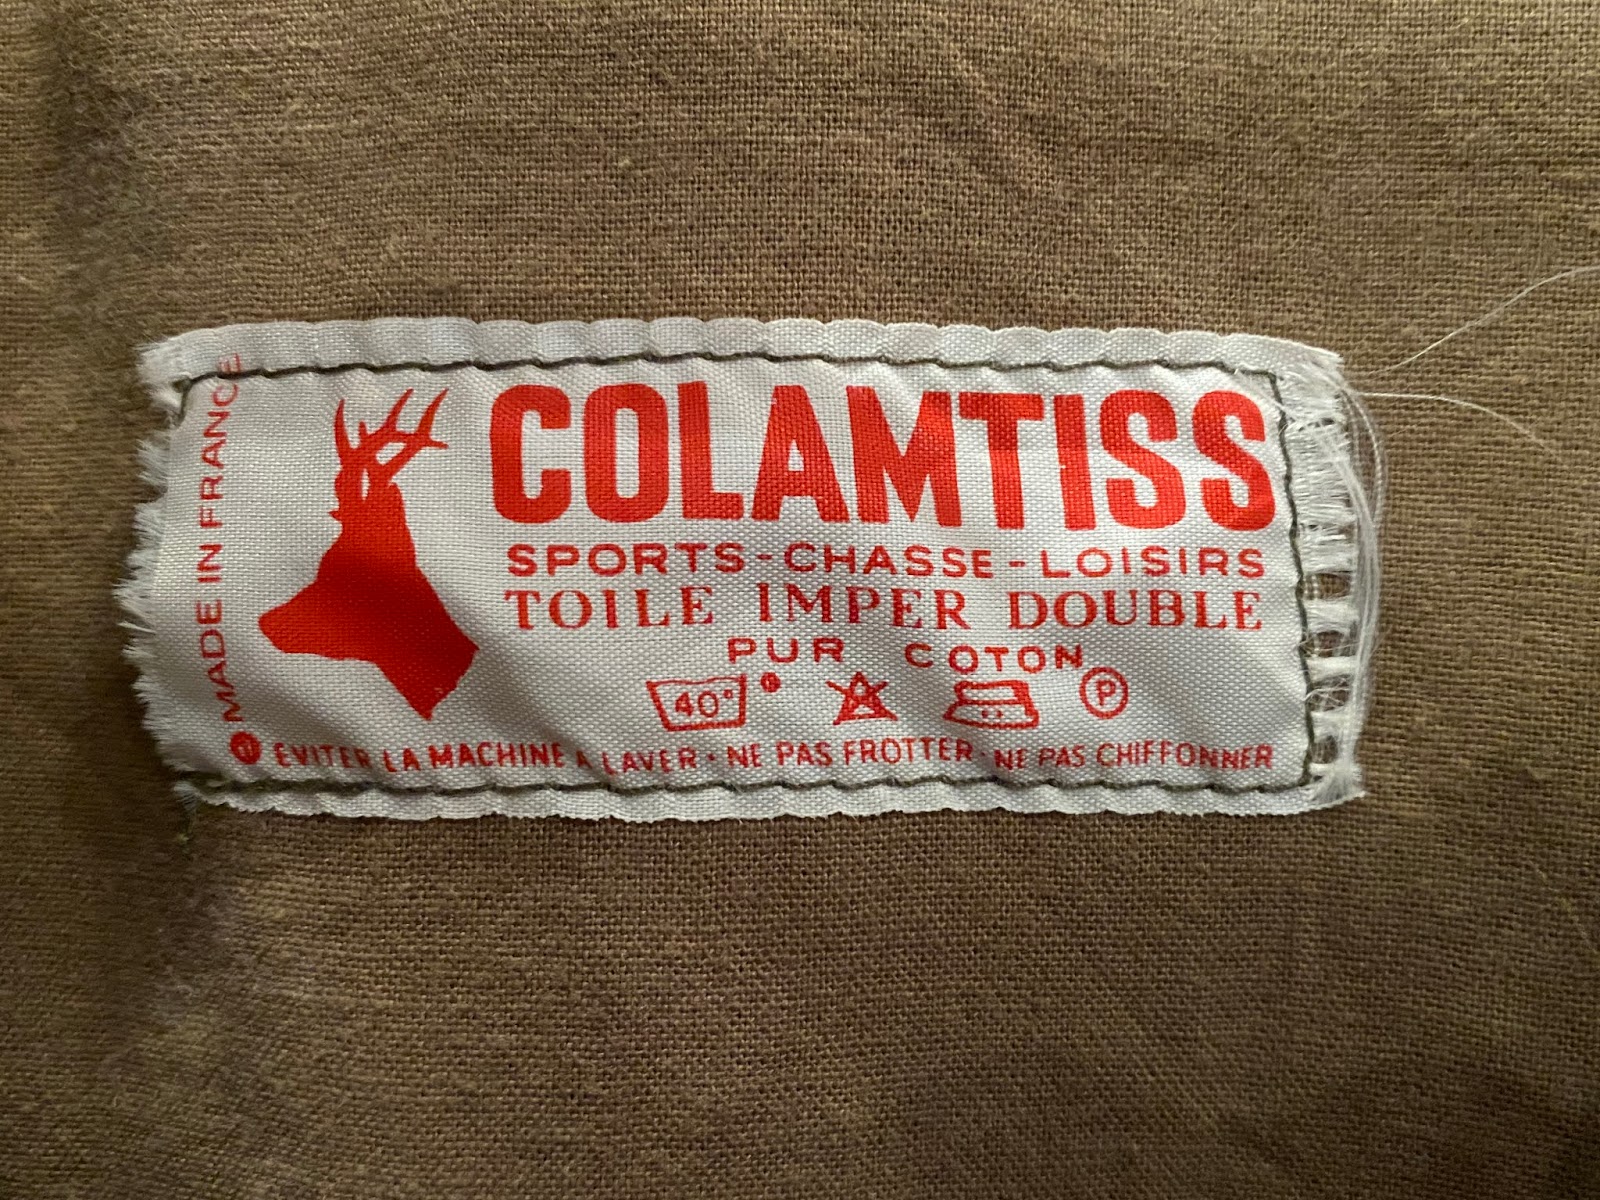 MADE IN FRANCE
COLAMTISS
SPORTS-CHASSE-LOISIRS
TOILE IMPER DOUBLE
PUR COTON
40° P
EVITER LA MACHINE A LAVER · NE PAS FROTTER · NE PAS CHIFFONNER